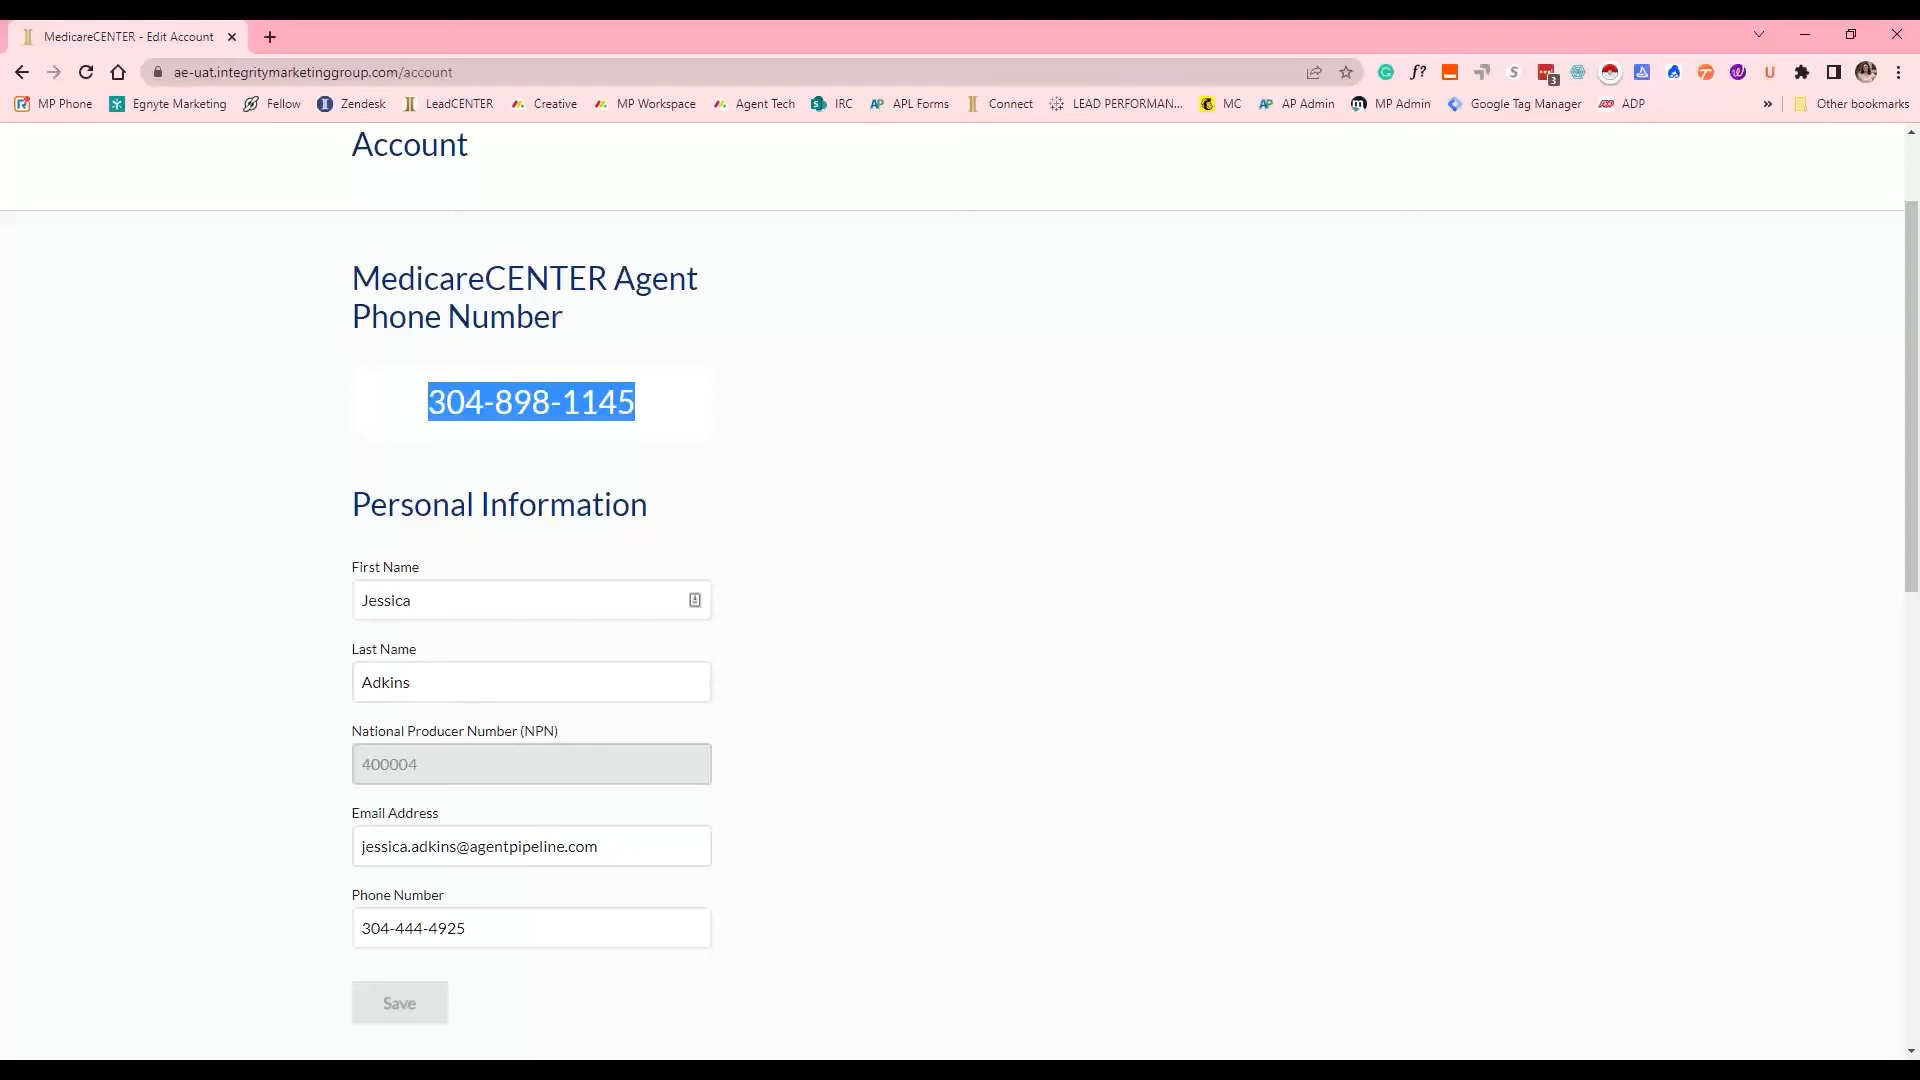 MedicareCENTER - Edit Account
ae-uat.integritymarketinggroup.com/account
f?
S
3
U
MP Phone Egnyte Marketing Fellow Zendesk LeadCENTER Creative MP Workspace Agent Tech IRC APL Forms Connect LEAD PERFORMAN... MC AP Admin MP Admin Google Tag Manager ADP » Other bookmarks
Account
MedicareCENTER Agent
Phone Number
304-898-1145
Personal Information
First Name
Jessica
Last Name
Adkins
National Producer Number (NPN)
400004
Email Address
jessica.adkins@agentpipeline.com
Phone Number
304-444-4925
Save